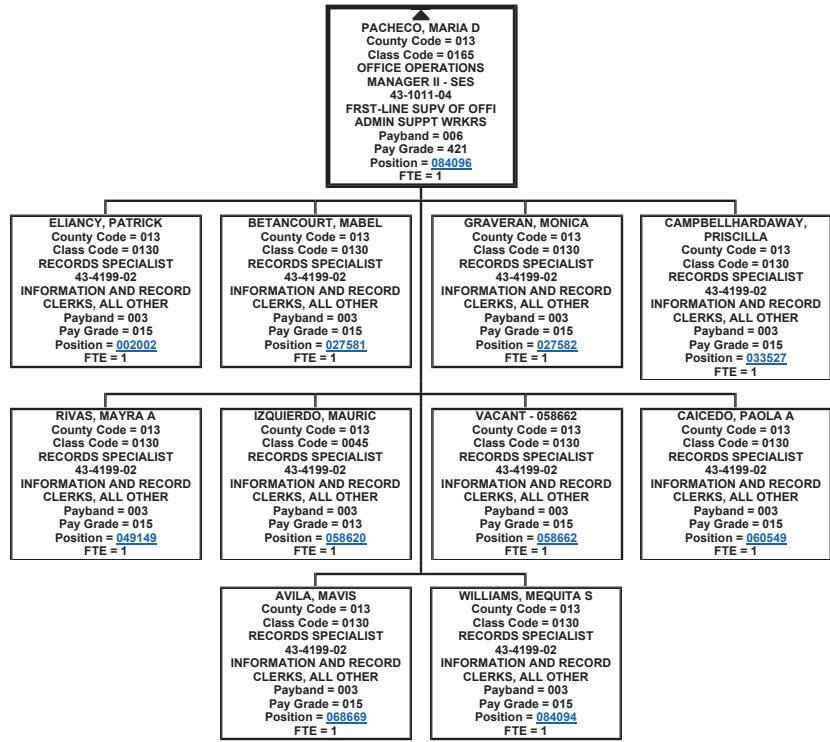 PACHECO, MARIA D
County Code = 013
Class Code = 0165
OFFICE OPERATIONS
MANAGER II - SES
43-1011-04
FRST-LINE SUPV OF OFFI
ADMIN SUPPT WRKRS
Payband = 006
Pay Grade = 421
Position = 084096
FTE = 1
ELIANCY, PATRICK
County Code = 013
Class Code = 0130
RECORDS SPECIALIST
43-4199-02
INFORMATION AND RECORD
CLERKS, ALL OTHER
Payband = 003
Pay Grade = 015
Position = 002002
FTE = 1
BETANCOURT, MABEL
County Code = 013
Class Code = 0130
RECORDS SPECIALIST
43-4199-02
INFORMATION AND RECORD
CLERKS, ALL OTHER
Payband = 003
Pay Grade = 015
Position = 027581
FTE = 1
GRAVERAN, MONICA
County Code = 013
Class Code = 0130
RECORDS SPECIALIST
43-4199-02
INFORMATION AND RECORD
CLERKS, ALL OTHER
Payband = 003
Pay Grade = 015
Position = 027582
FTE = 1
CAMPBELLHARDAWAY,
PRISCILLA
County Code = 013
Class Code = 0130
RECORDS SPECIALIST
43-4199-02
INFORMATION AND RECORD
CLERKS, ALL OTHER
Payband = 003
Pay Grade = 015
Position = 033527
FTE = 1
RIVAS, MAYRA A
County Code = 013
Class Code = 0130
RECORDS SPECIALIST
43-4199-02
INFORMATION AND RECORD
CLERKS, ALL OTHER
Payband = 003
Pay Grade = 015
Position = 049149
FTE = 1
IZQUIERDO, MAURIC
County Code = 013
Class Code = 0045
RECORDS SPECIALIST
43-4199-02
INFORMATION AND RECORD
CLERKS, ALL OTHER
Payband = 003
Pay Grade = 013
Position = 058620
FTE = 1
VACANT - 058662
County Code = 013
Class Code = 0130
RECORDS SPECIALIST
43-4199-02
INFORMATION AND RECORD
CLERKS, ALL OTHER
Payband = 003
Pay Grade = 015
Position = 058662
FTE = 1
CAICEDO, PAOLA A
County Code = 013
Class Code = 0130
RECORDS SPECIALIST
43-4199-02
INFORMATION AND RECORD
CLERKS, ALL OTHER
Payband = 003
Pay Grade = 015
Position = 060549
FTE = 1
AVILA, MAVIS
County Code = 013
Class Code = 0130
RECORDS SPECIALIST
43-4199-02
INFORMATION AND RECORD
CLERKS, ALL OTHER
Payband = 003
Pay Grade = 015
Position = 068669
FTE = 1
WILLIAMS, MEQUITA S
County Code = 013
Class Code = 0130
RECORDS SPECIALIST
43-4199-02
INFORMATION AND RECORD
CLERKS, ALL OTHER
Payband = 003
Pay Grade = 015
Position = 084094
FTE = 1